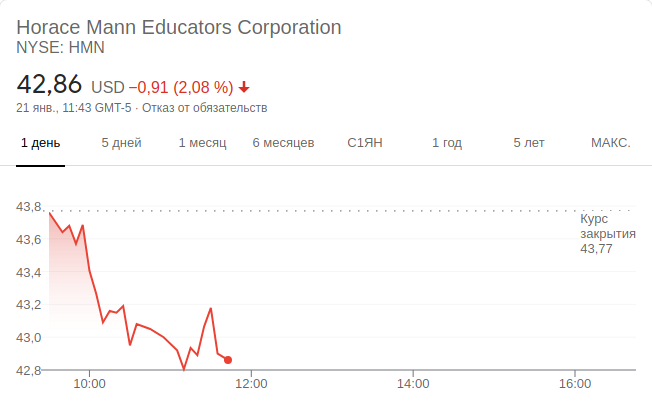 Horace Mann Educators Corporation
NYSE: HMN
42,86 USD −0,91 (2,08 %)
21 янв., 11:43 GMT-5 · Отказ от обязательств
1 день 5 дней 1 месяц 6 месяцев С1ЯН 1 год 5 лет МАКС.
43,8
Курс
закрытия
43,77
43,6
43,4
43,2
43,0
42,8
10:00 12:00 14:00 16:00